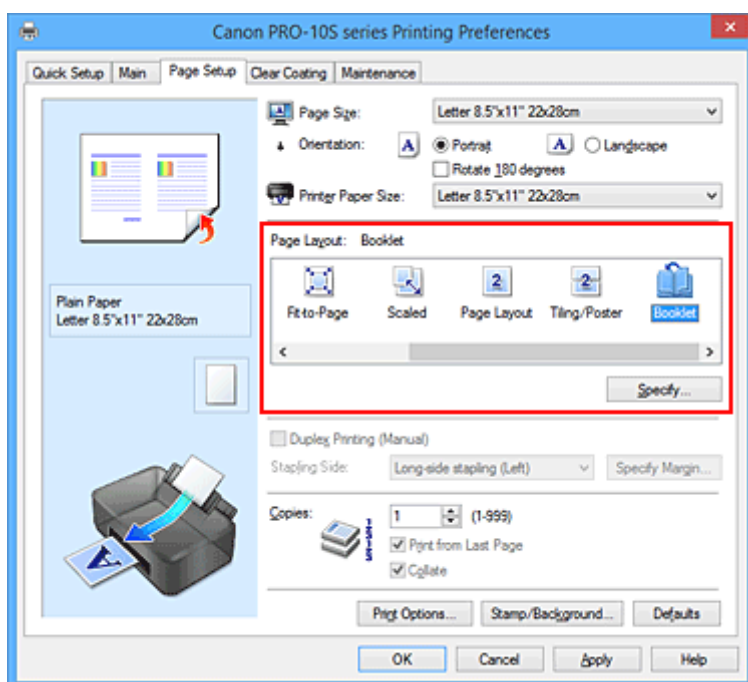 Canon PRO-10S series Printing Preferences
Quick Setup Main Page Setup Clear Coating Maintenance
Page Size: Letter 8.5"x11" 22x28cm
Orientation: A Portrait A Landscape
Rotate 180 degrees
Printer Paper Size: Letter 8.5"x11" 22x28cm
Page Layout: Booklet
2 2
Fit-to-Page Scaled Page Layout Tiling/Poster Booklet
Specify...
Plain Paper
Letter 8.5"x11" 22x28cm
Duplex Printing (Manual)
Stapling Side: Long-side stapling (Left) Specify Margin...
Copies: 1 (1-999)
Print from Last Page
Collate
A
Print Options... Stamp/Background... Defaults
OK Cancel Apply Help